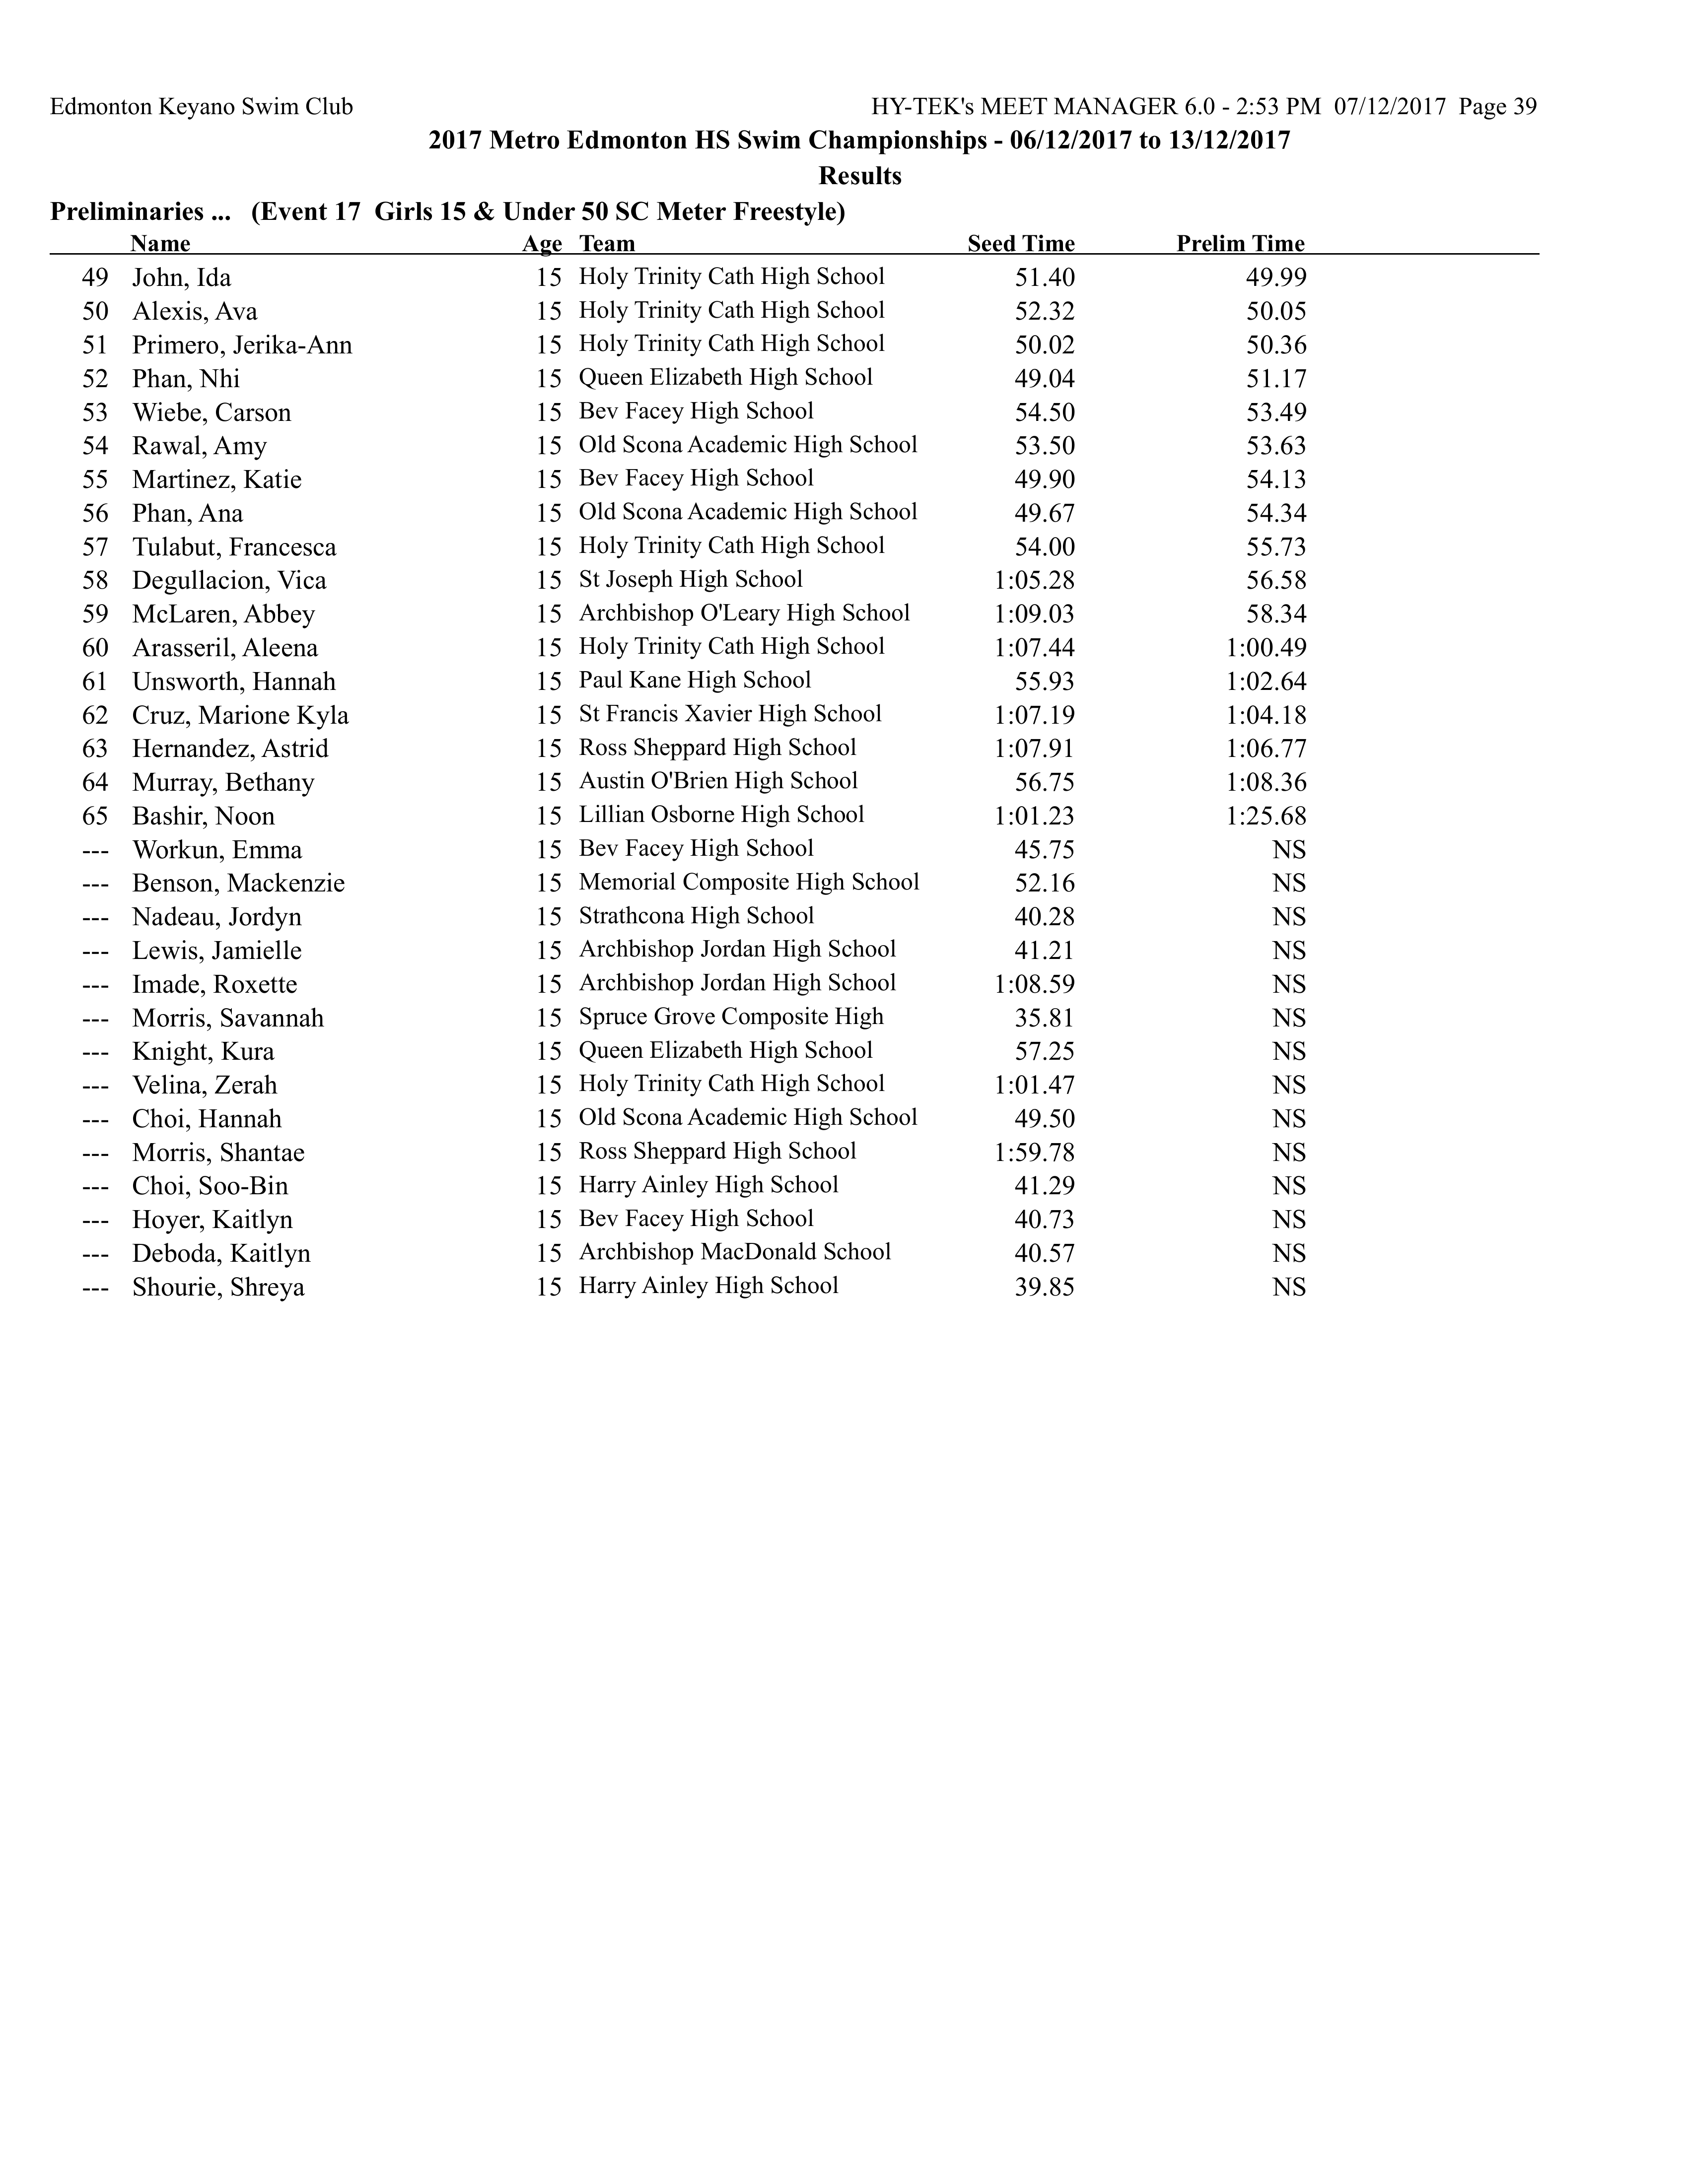 Edmonton Keyano Swim Club HY-TEK's MEET MANAGER 6.0 - 2:53 PM 07/12/2017 Page 39
2017 Metro Edmonton HS Swim Championships - 06/12/2017 to 13/12/2017
Results
Preliminaries ... (Event 17 Girls 15 & Under 50 SC Meter Freestyle)
Name Age Team Seed Time Prelim Time
49 John, Ida 15 Holy Trinity Cath High School 51.40 49.99
50 Alexis, Ava 15 Holy Trinity Cath High School 52.32 50.05
51 Primero, Jerika-Ann 15 Holy Trinity Cath High School 50.02 50.36
52 Phan, Nhi 15 Queen Elizabeth High School 49.04 51.17
53 Wiebe, Carson 15 Bev Facey High School 54.50 53.49
54 Rawal, Amy 15 Old Scona Academic High School 53.50 53.63
55 Martinez, Katie 15 Bev Facey High School 49.90 54.13
56 Phan, Ana 15 Old Scona Academic High School 49.67 54.34
57 Tulabut, Francesca 15 Holy Trinity Cath High School 54.00 55.73
58 Degullacion, Vica 15 St Joseph High School 1:05.28 56.58
59 McLaren, Abbey 15 Archbishop O'Leary High School 1:09.03 58.34
60 Arasseril, Aleena 15 Holy Trinity Cath High School 1:07.44 1:00.49
61 Unsworth, Hannah 15 Paul Kane High School 55.93 1:02.64
62 Cruz, Marione Kyla 15 St Francis Xavier High School 1:07.19 1:04.18
63 Hernandez, Astrid 15 Ross Sheppard High School 1:07.91 1:06.77
64 Murray, Bethany 15 Austin O'Brien High School 56.75 1:08.36
65 Bashir, Noon 15 Lillian Osborne High School 1:01.23 1:25.68
--- Workun, Emma 15 Bev Facey High School 45.75 NS
--- Benson, Mackenzie 15 Memorial Composite High School 52.16 NS
--- Nadeau, Jordyn 15 Strathcona High School 40.28 NS
--- Lewis, Jamielle 15 Archbishop Jordan High School 41.21 NS
--- Imade, Roxette 15 Archbishop Jordan High School 1:08.59 NS
--- Morris, Savannah 15 Spruce Grove Composite High 35.81 NS
--- Knight, Kura 15 Queen Elizabeth High School 57.25 NS
--- Velina, Zerah 15 Holy Trinity Cath High School 1:01.47 NS
--- Choi, Hannah 15 Old Scona Academic High School 49.50 NS
--- Morris, Shantae 15 Ross Sheppard High School 1:59.78 NS
--- Choi, Soo-Bin 15 Harry Ainley High School 41.29 NS
--- Hoyer, Kaitlyn 15 Bev Facey High School 40.73 NS
--- Deboda, Kaitlyn 15 Archbishop MacDonald School 40.57 NS
--- Shourie, Shreya 15 Harry Ainley High School 39.85 NS